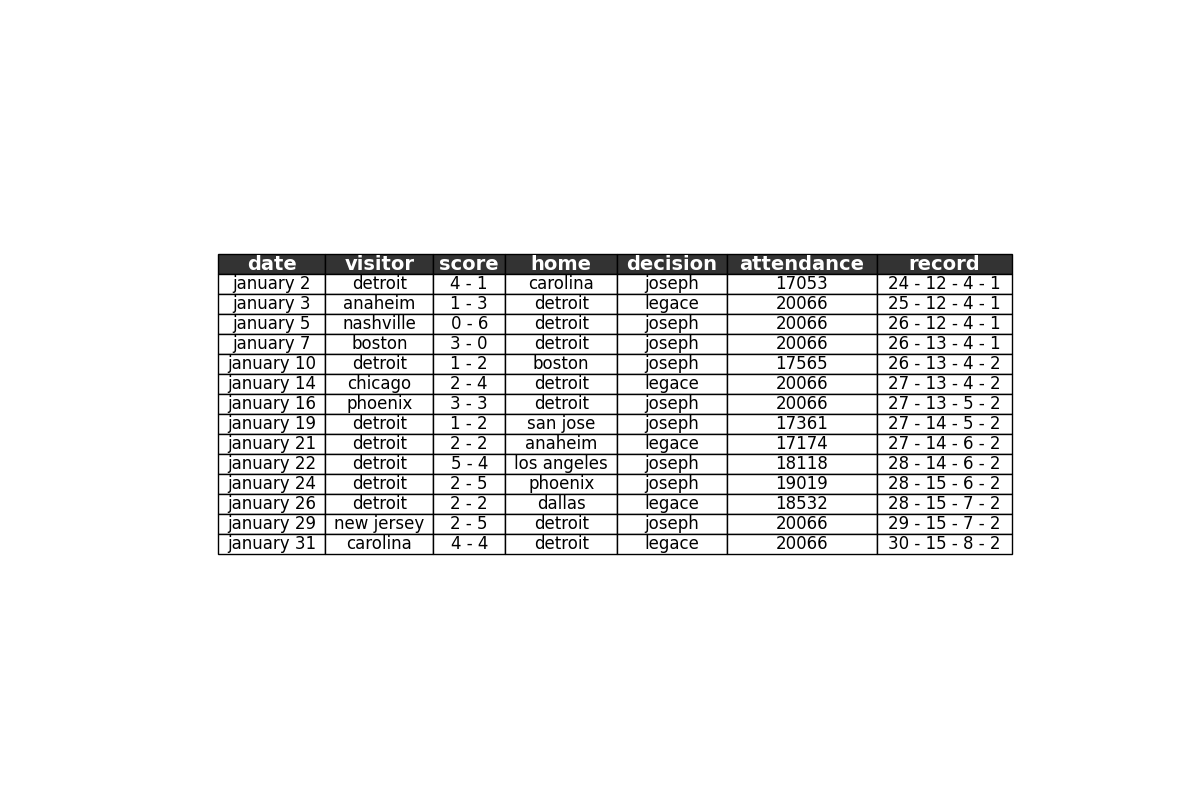 date visitor score home decision attendance record
january 2 detroit 4 - 1 carolina joseph 17053 24 - 12 - 4 - 1
january 3 anaheim 1 - 3 detroit legace 20066 25 - 12 - 4 - 1
january 5 nashville 0 - 6 detroit joseph 20066 26 - 12 - 4 - 1
january 7 boston 3 - 0 detroit joseph 20066 26 - 13 - 4 - 1
january 10 detroit 1 - 2 boston joseph 17565 26 - 13 - 4 - 2
january 14 chicago 2 - 4 detroit legace 20066 27 - 13 - 4 - 2
january 16 phoenix 3 - 3 detroit joseph 20066 27 - 13 - 5 - 2
january 19 detroit 1 - 2 san jose joseph 17361 27 - 14 - 5 - 2
january 21 detroit 2 - 2 anaheim legace 17174 27 - 14 - 6 - 2
january 22 detroit 5 - 4 los angeles joseph 18118 28 - 14 - 6 - 2
january 24 detroit 2 - 5 phoenix joseph 19019 28 - 15 - 6 - 2
january 26 detroit 2 - 2 dallas legace 18532 28 - 15 - 7 - 2
january 29 new jersey 2 - 5 detroit joseph 20066 29 - 15 - 7 - 2
january 31 carolina 4 - 4 detroit legace 20066 30 - 15 - 8 - 2